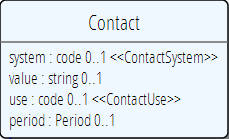 Contact
system : code 0..1 <<ContactSystem>>
value : string 0..1
use : code 0..1 <<ContactUse>>
period : Period 0..1